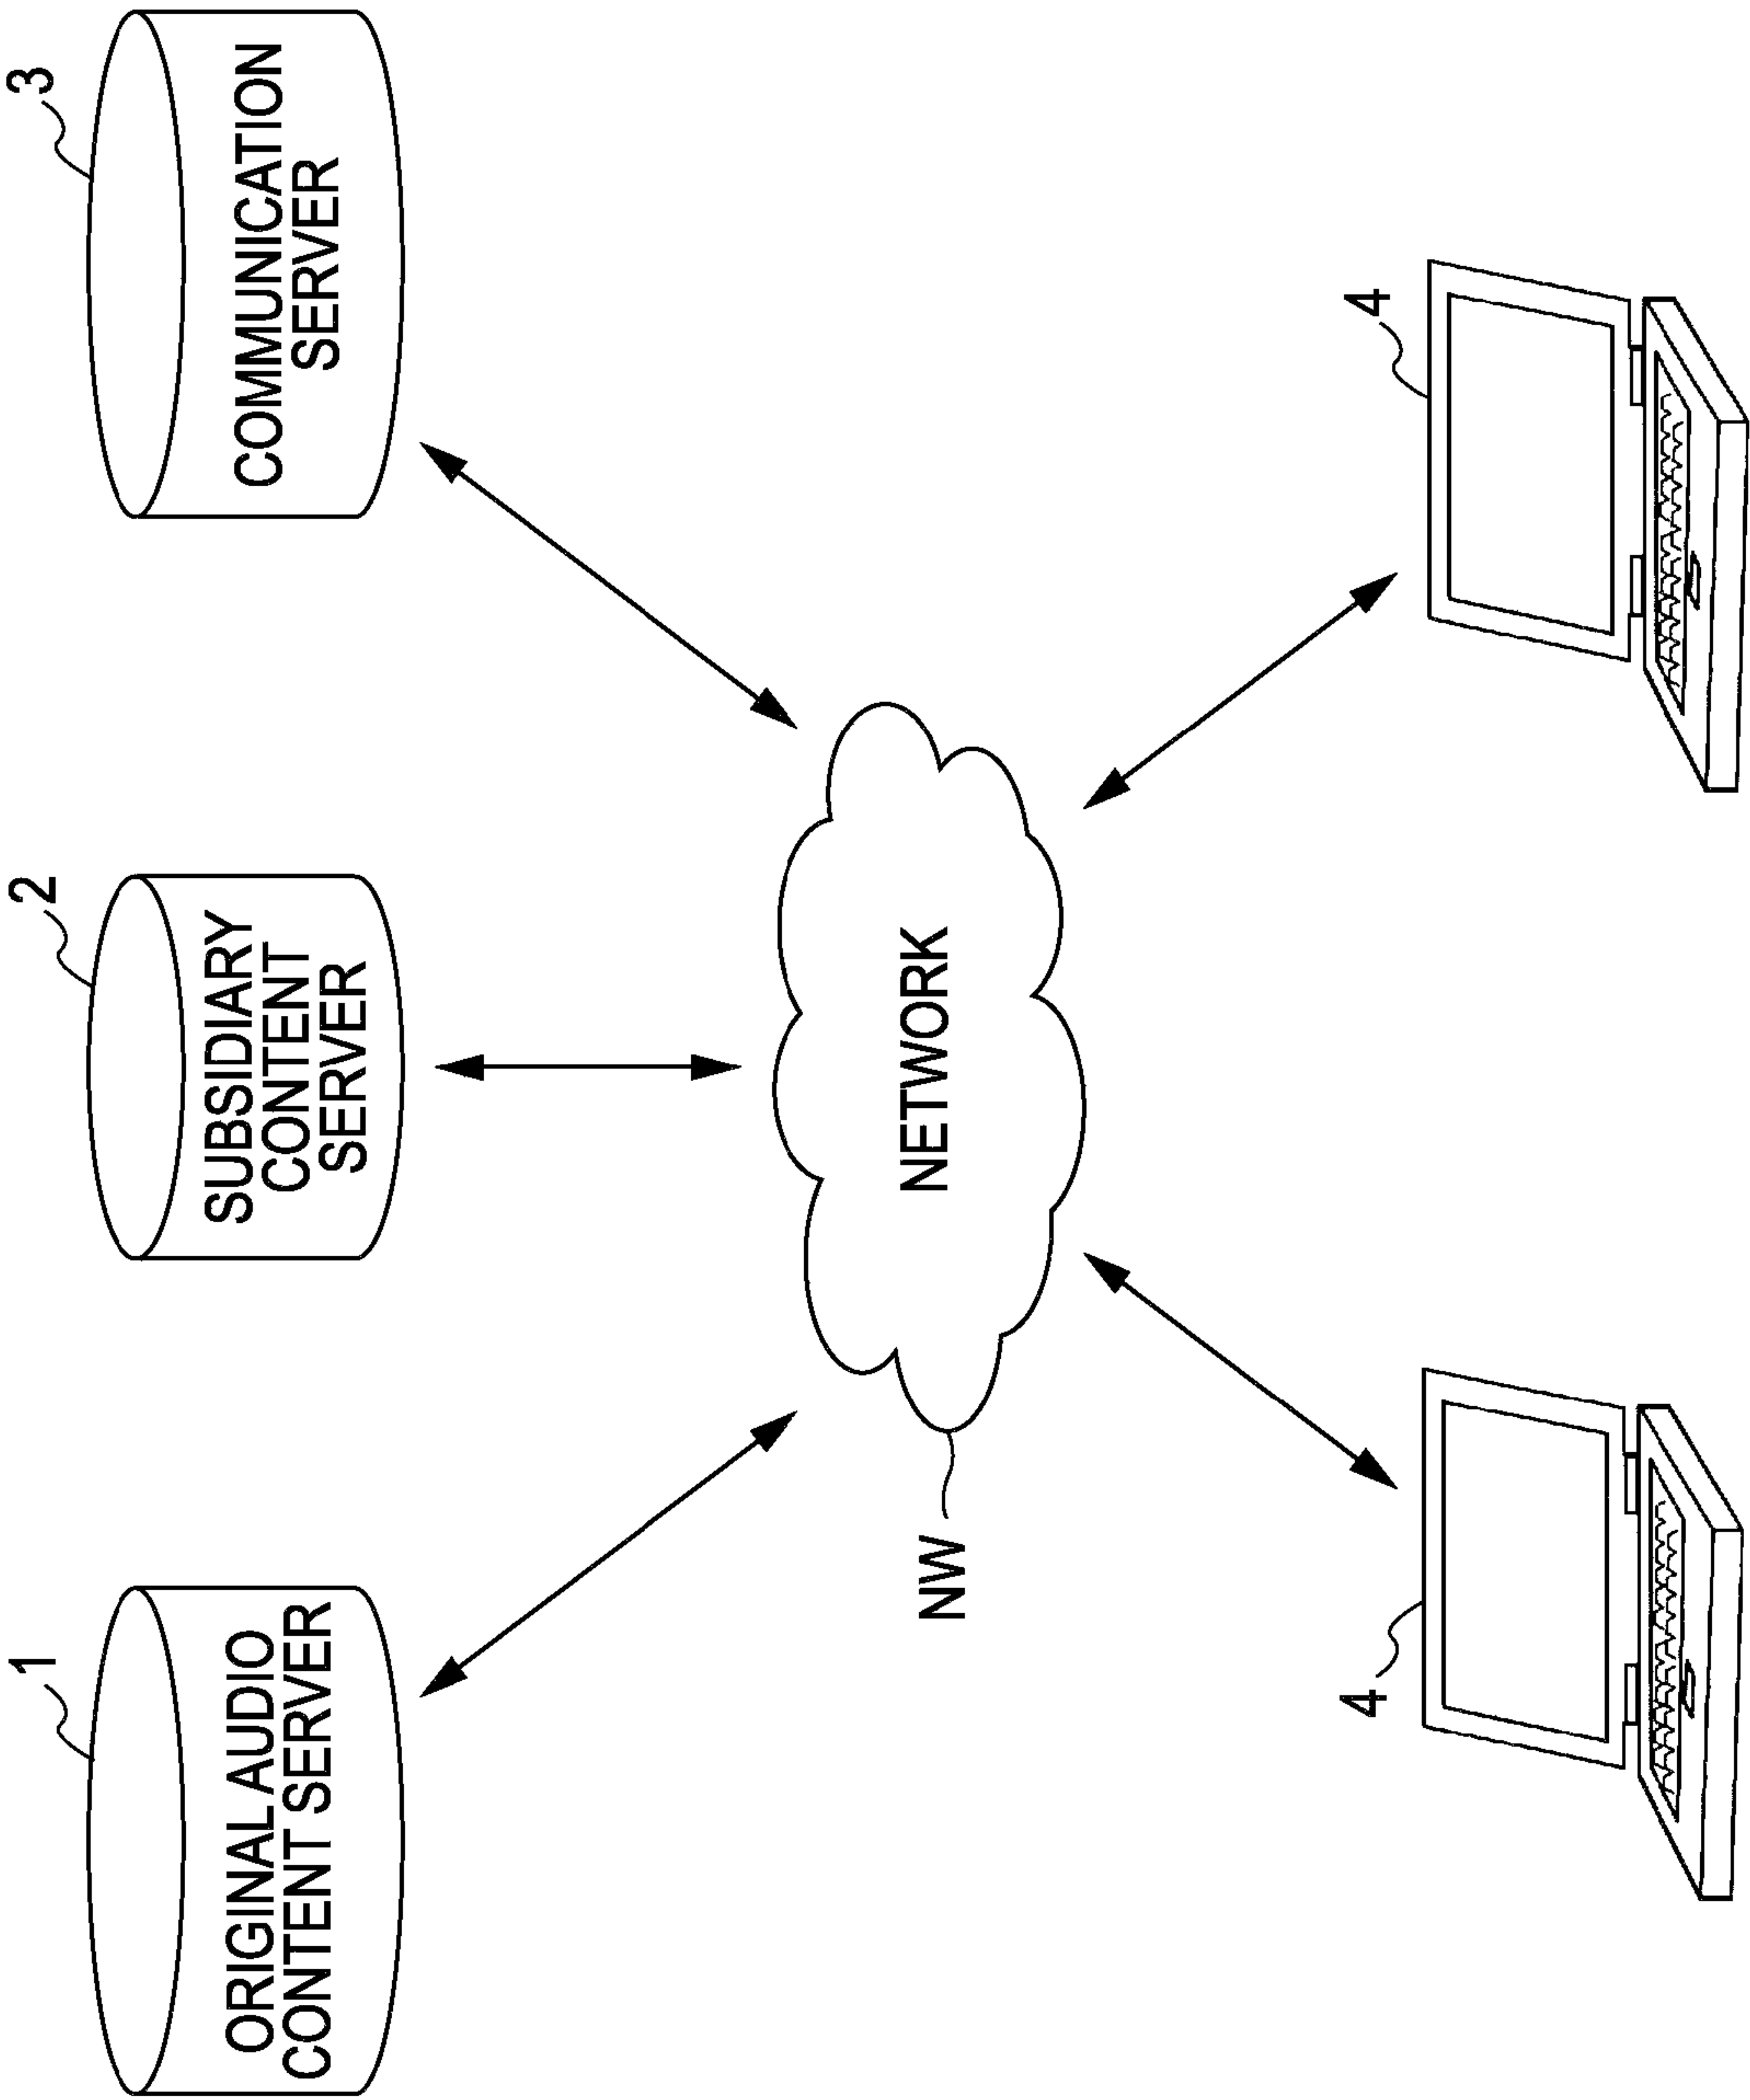 1
ORIGINAL AUDIO
CONTENT SERVER
2
SUBSIDIARY
CONTENT
SERVER
3
COMMUNICATION
SERVER
NETWORK
NW
4
4